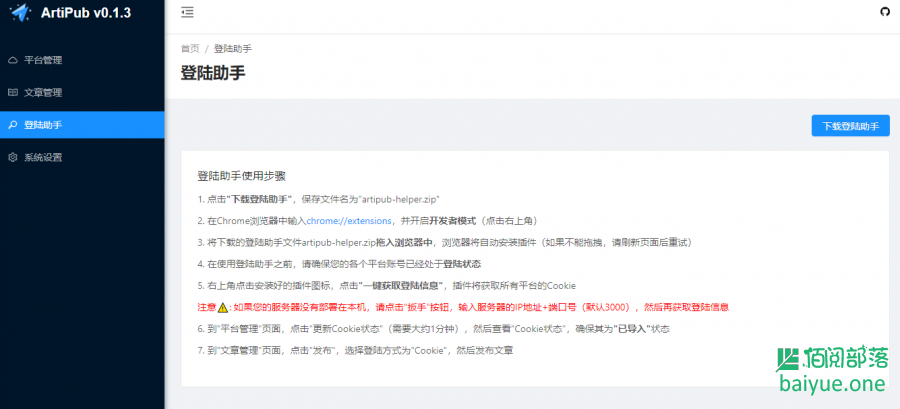 ArtiPub v0.1.3
平台管理
文章管理
登陆助手
系统设置
首页 / 登陆助手
登陆助手
下载登陆助手
登陆助手使用步骤
1. 点击"下载登陆助手"，保存文件名为"artipub-helper.zip"
2. 在Chrome浏览器中输入chrome://extensions，并开启开发者模式（点击右上角）
3. 将下载的登陆助手文件artipub-helper.zip拖入浏览器中，浏览器将自动安装插件（如果不能拖拽，请刷新页面后重试）
4. 在使用登陆助手之前，请确保您的各个平台账号已经处于登陆状态
5. 右上角点击安装好的插件图标，点击"一键获取登陆信息"，插件将获取所有平台的Cookie
注意⚠️: 如果您的服务器没有部署在本机，请点击"扳手"按钮，输入服务器的IP地址+端口号（默认3000），然后再获取登陆信息
6. 到"平台管理"页面，点击"更新Cookie状态"（需要大约1分钟），然后查看"Cookie状态"，确保其为"已导入"状态
7. 到"文章管理"页面，点击"发布"，选择登陆方式为"Cookie"，然后发布文章
佰阅部落
baiyue.one